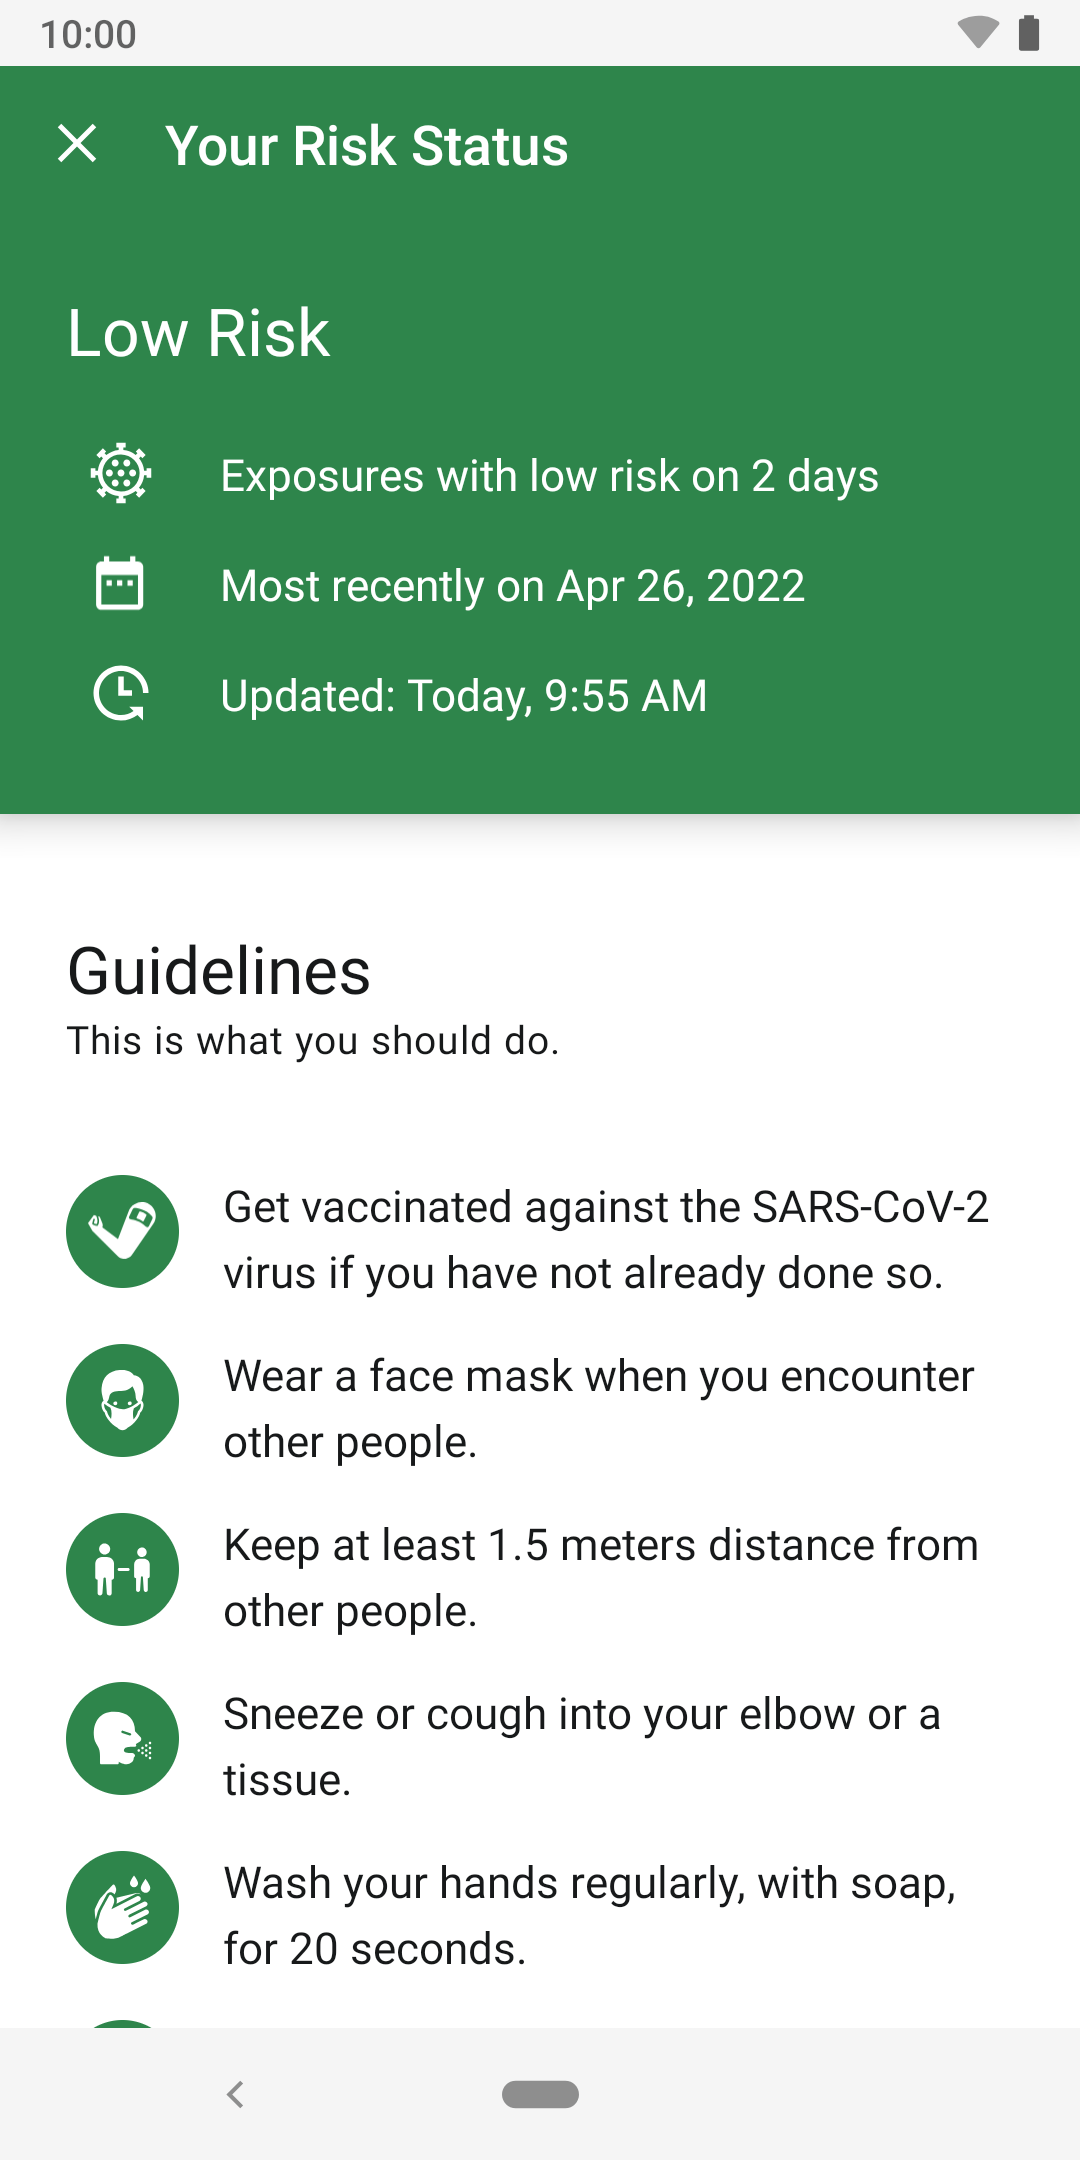 10:00
Your Risk Status
Low Risk
Exposures with low risk on 2 days
Most recently on Apr 26, 2022
Updated: Today, 9:55 AM
Guidelines
This is what you should do.
Get vaccinated against the SARS-CoV-2
virus if you have not already done so.
Wear a face mask when you encounter
other people.
Keep at least 1.5 meters distance from
other people.
Sneeze or cough into your elbow or a
tissue.
Wash your hands regularly, with soap,
for 20 seconds.